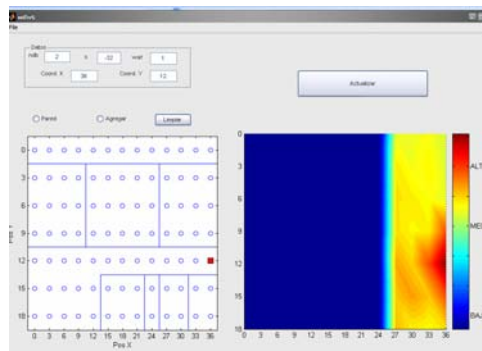 File
Datos
2 -32 wall 1
Coord. X 36 Coord. Y 12
Pared Agregar Limpiar
Actualizar
0 0
3 3 ALT
6 6
9 9 MED
12 12
15 15
18 18 BAJ
0 3 6 9 12 15 18 21 24 27 30 33 36 0 3 6 9 12 15 18 21 24 27 30 33 36
Pos X